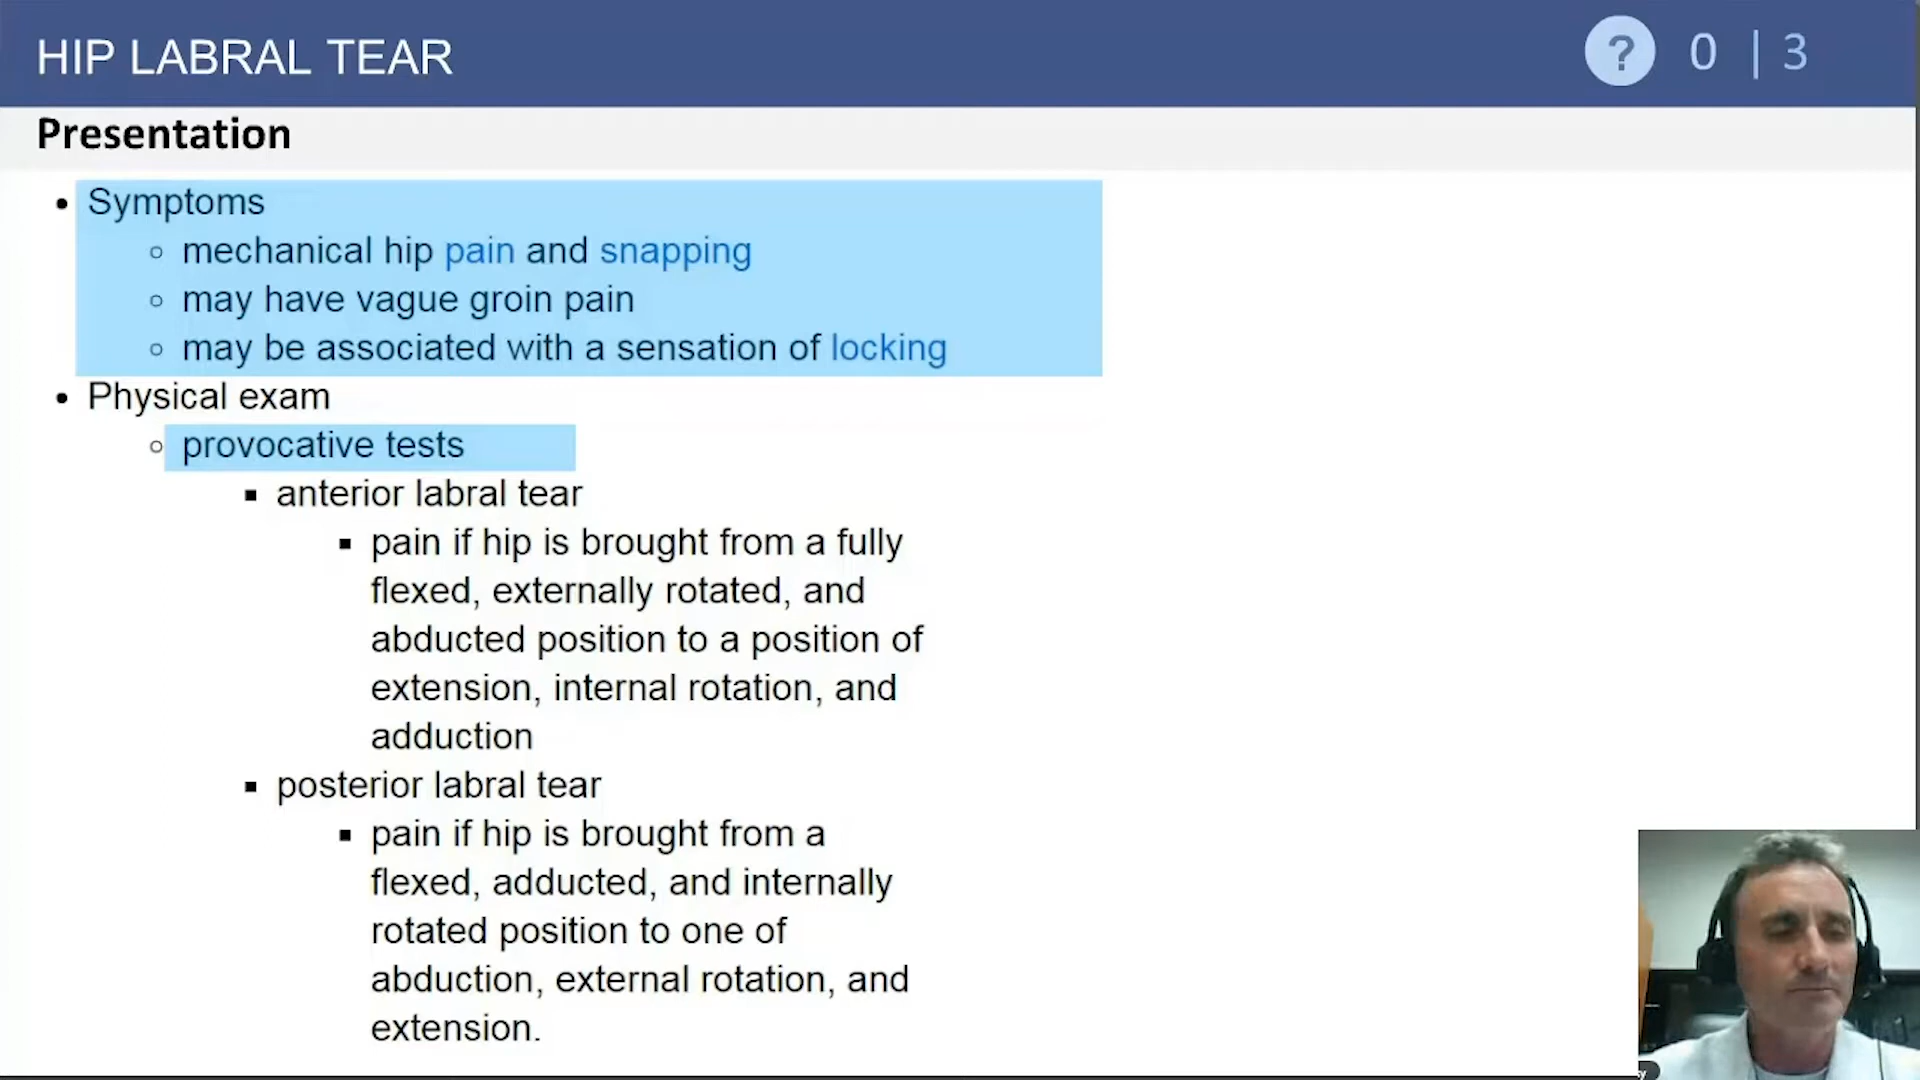 HIP LABRAL TEAR
? 0 | 3
Presentation
Symptoms
mechanical hip pain and snapping
may have vague groin pain
may be associated with a sensation of locking
Physical exam
provocative tests
anterior labral tear
pain if hip is brought from a fully
flexed, externally rotated, and
abducted position to a position of
extension, internal rotation, and
adduction
posterior labral tear
pain if hip is brought from a
flexed, adducted, and internally
rotated position to one of
abduction, external rotation, and
extension.